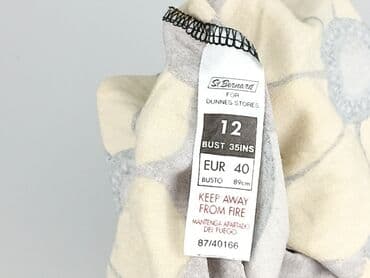 St Bernard
FOR
DUNNES STORES
12
BUST 35INS
EUR 40
BUSTO 89cm
KEEP AWAY
FROM FIRE
MANTENGA APARTADO
DEL FUEGO
87/40166